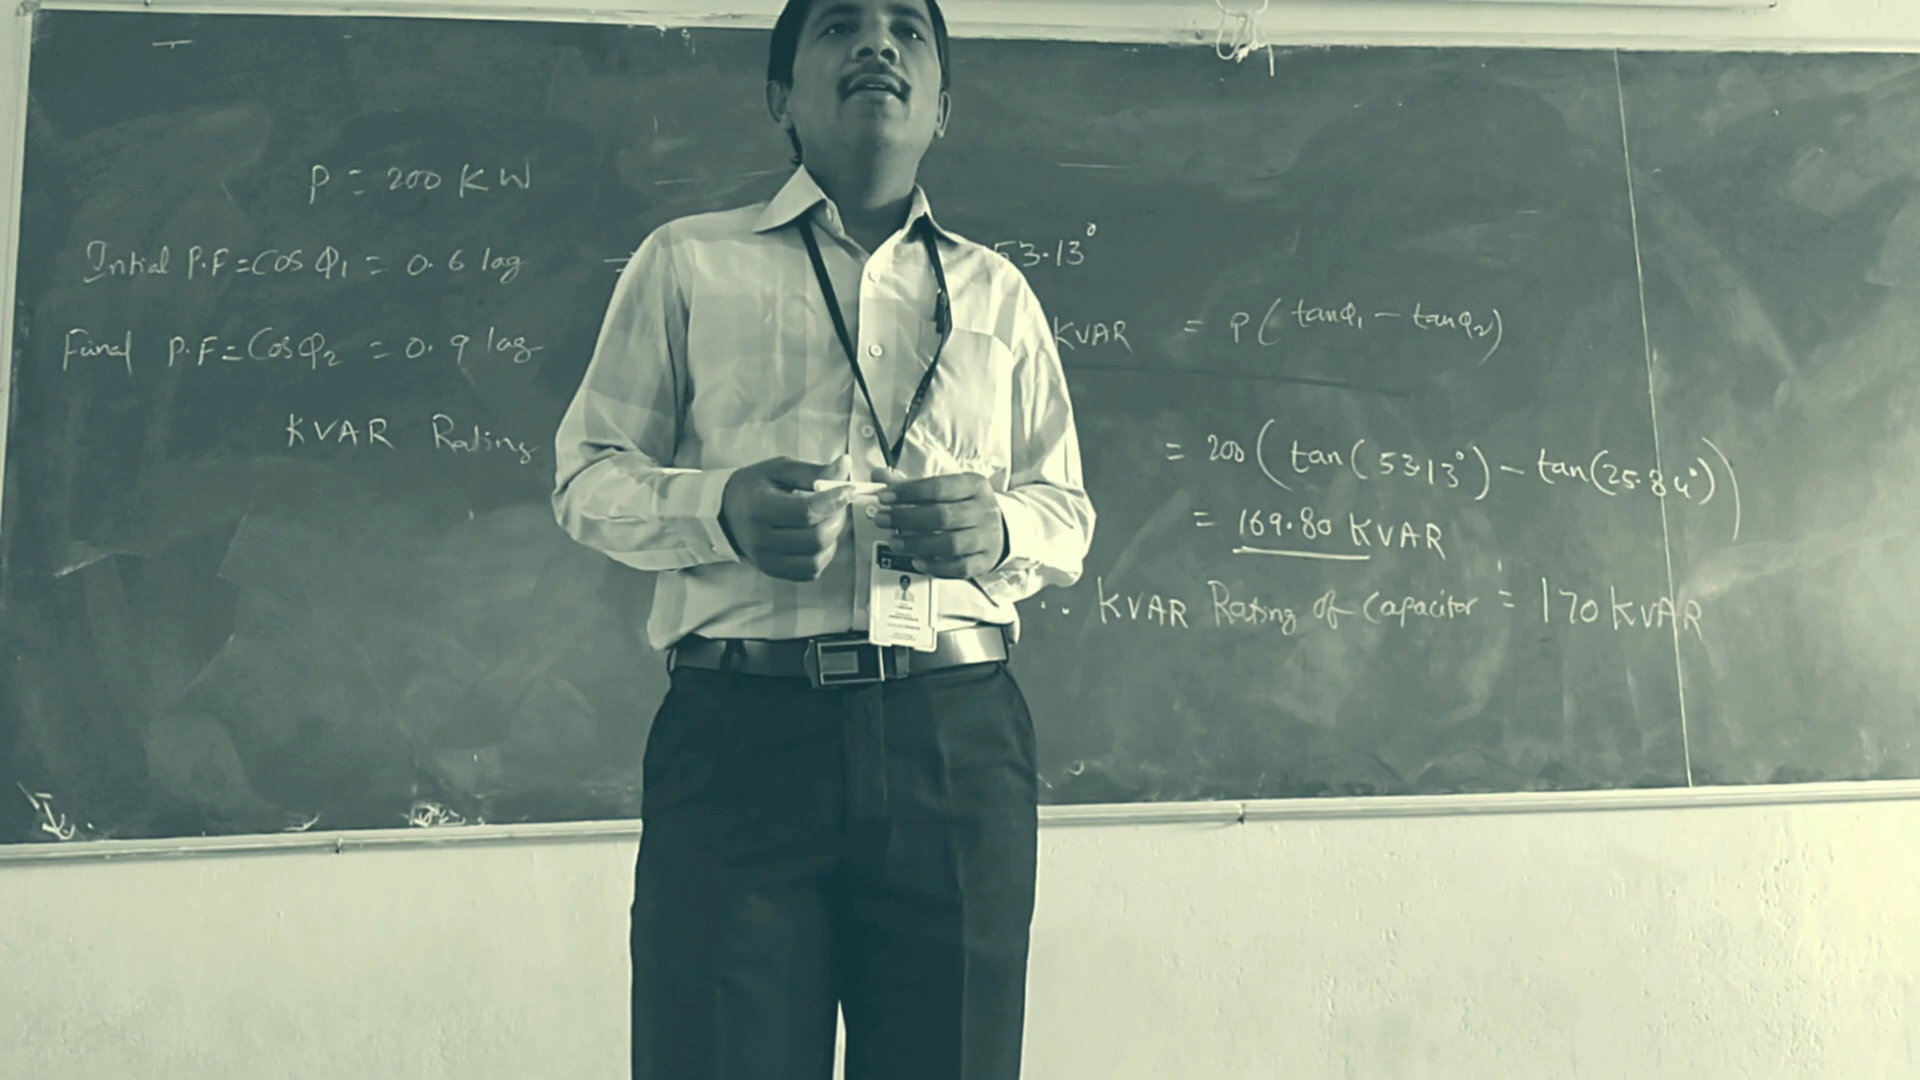 P = 200 KW
Initial P.F = COS φ₁ = 0.6 lag
53.13°
Final P.F = Cos φ₂ = 0.9 lag
KVAR = P(tanφ₁ - tanφ₂)
KVAR Rating
= 200 (tan(53.13°) - tan(25.84°))
= 169.80 KVAR
∴ KVAR Rating of Capacitor = 170 KVAR